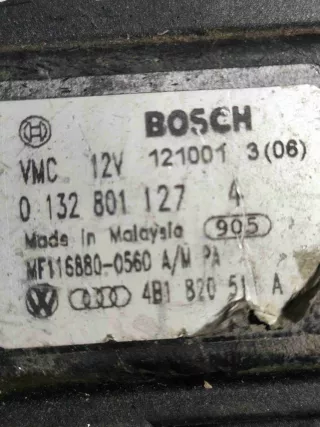 BOSCH
VMC 12V 121001 3(06)
0 132 801 127 4
Made in Malaysia 905
MF116880-0560 A/M PA
4B1 820 51 A